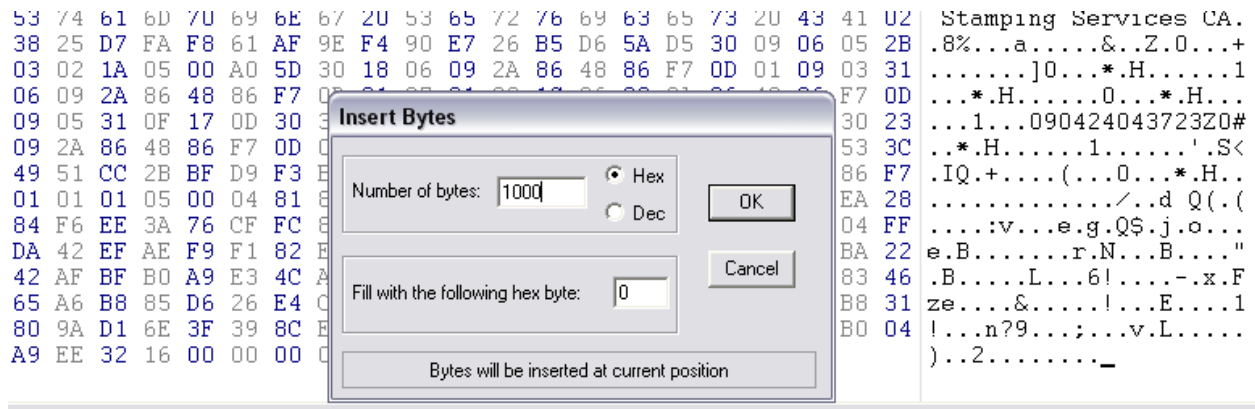 53 74 61 6D 70 69 6E 67 20 53 65 72 76 69 63 65 73 20 43 41 02 Stamping Services CA.
38 25 D7 FA F8 61 AF 9E F4 90 E7 26 B5 D6 5A D5 30 09 06 05 2B .8%...a.....&..Z.0...+
03 02 1A 05 00 A0 5D 30 18 06 09 2A 86 48 86 F7 0D 01 09 03 31 .......]0...*.H......1
06 09 2A 86 48 86 F7 F7 0D ...*.H......0...*.H...
09 05 31 0F 17 0D 30 Insert Bytes 30 23 ...1...090424043723Z0#
09 2A 86 48 86 F7 0D 53 3C ..*.H......1......'.S<
49 51 CC 2B BF D9 F3 Number of bytes: 1000 Hex 86 F7 .IQ.+....(...0...*.H..
01 01 01 05 00 04 81 Dec OK EA 28 ............../..d Q(.(
84 F6 EE 3A 76 CF FC 04 FF ....:v...e.g.Q$.j.o...
DA 42 EF AE F9 F1 82 BA 22 e.B.......r.N...B...."
42 AF BF B0 A9 E3 4C Cancel 83 46 .B.....L...6!....-.x.F
65 A6 B8 85 D6 26 E4 Fill with the following hex byte: 0 B8 31 ze....&.....!...E....1
80 9A D1 6E 3F 39 8C B0 04 !...n?9...;...v.L.....
A9 EE 32 16 00 00 00 Bytes will be inserted at current position )..2.........